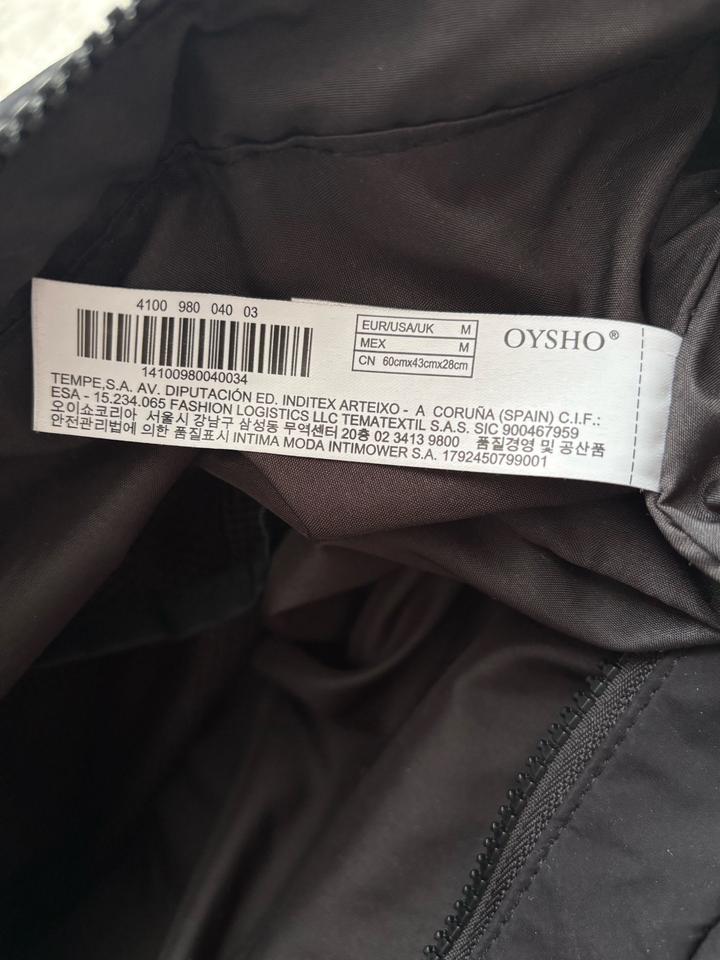 4100 980 040 03
14100980040034
EUR/USA/UK M
MEX M
CN 60cmx43cmx28cm
OYSHO®
TEMPE,S.A. AV. DIPUTACIÓN ED. INDITEX ARTEIXO - A CORUÑA (SPAIN) C.I.F.:
ESA - 15.234.065 FASHION LOGISTICS LLC TEMATEXTIL S.A.S. SIC 900467959
오이쇼코리아 서울시 강남구 삼성동 무역센터 20층 02 3413 9800 품질경영 및 공산품
안전관리법에 의한 품질표시 INTIMA MODA INTIMOWER S.A. 1792450799001